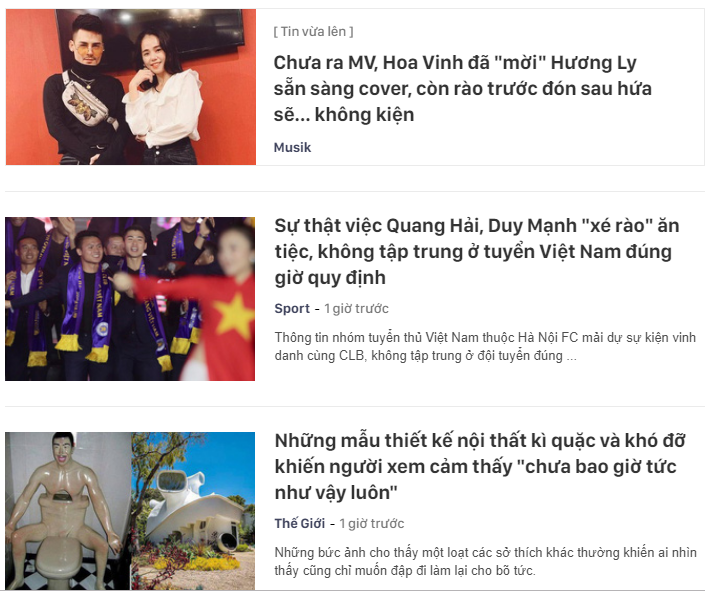 [ Tin vừa lên ]
Chưa ra MV, Hoa Vinh đã "mời" Hương Ly
sẵn sàng cover, còn rào trước đón sau hứa
sẽ... không kiện
Musik
Sự thật việc Quang Hải, Duy Mạnh "xé rào" ăn
tiệc, không tập trung ở tuyển Việt Nam đúng
giờ quy định
Sport - 1 giờ trước
Thông tin nhóm tuyển thủ Việt Nam thuộc Hà Nội FC mải dự sự kiện vinh
danh cùng CLB, không tập trung ở đội tuyển đúng ...
Những mẫu thiết kế nội thất kì quặc và khó đỡ
khiến người xem cảm thấy "chưa bao giờ tức
như vậy luôn"
Thế Giới - 1 giờ trước
Những bức ảnh cho thấy một loạt các sở thích khác thường khiến ai nhìn
thấy cũng chỉ muốn đập đi làm lại cho bõ tức.